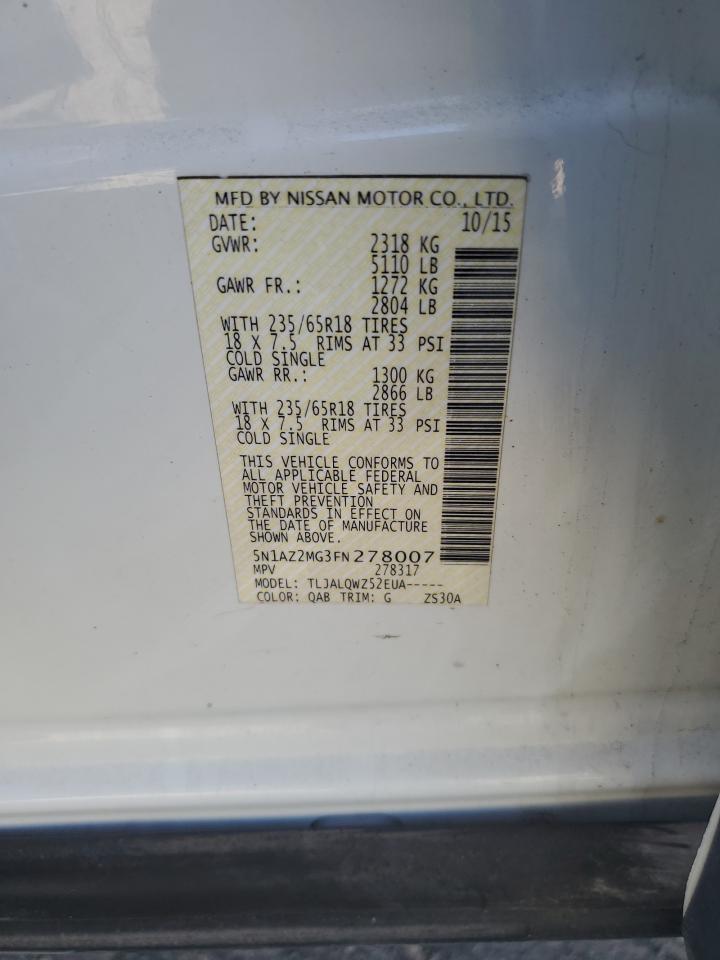 MFD BY NISSAN MOTOR CO., LTD.
DATE: 10/15
GVWR: 2318 KG
5110 LB
GAWR FR.: 1272 KG
2804 LB
WITH 235/65R18 TIRES
18 X 7.5 RIMS AT 33 PSI
COLD SINGLE
GAWR RR.: 1300 KG
2866 LB
WITH 235/65R18 TIRES
18 X 7.5 RIMS AT 33 PSI
COLD SINGLE
THIS VEHICLE CONFORMS TO
ALL APPLICABLE FEDERAL
MOTOR VEHICLE SAFETY AND
THEFT PREVENTION
STANDARDS IN EFFECT ON
THE DATE OF MANUFACTURE
SHOWN ABOVE.
5N1AZ2MG3FN278007
MPV 278317
MODEL: TLJALQWZ52EUA-----
COLOR: QAB TRIM: G ZS30A